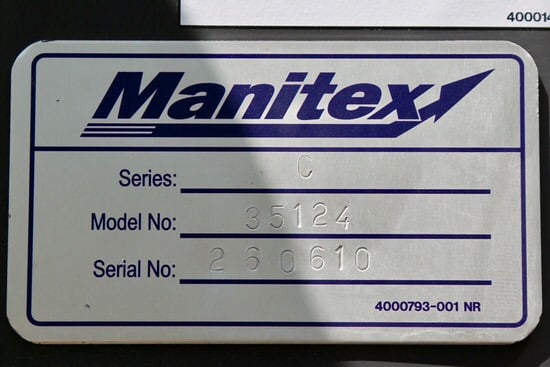 400014
Manitex
Series: C
Model No: 35124
Serial No: 260610
4000793-001 NR